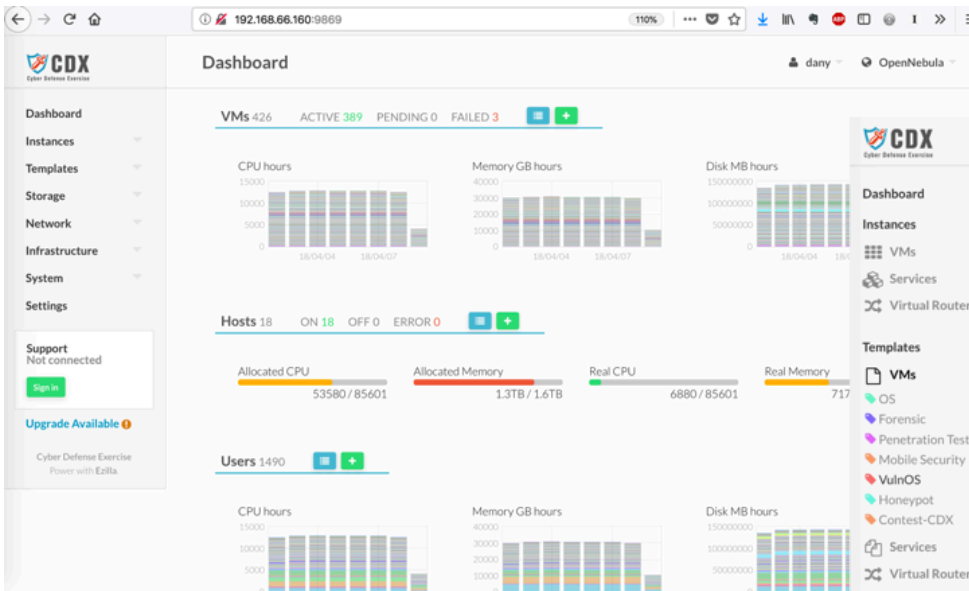 192.168.66.160:9869
110%
CDX
Cyber Defense Exercise
Dashboard
dany
OpenNebula
Dashboard
Instances
Templates
Storage
Network
Infrastructure
System
Settings
Support
Not connected
Sign in
Upgrade Available
Cyber Defense Exercise
Power with Ezilla.
VMs 426 ACTIVE 389 PENDING 0 FAILED 3
CPU hours
15000
10000
5000
0
18/04/04 18/04/07
Memory GB hours
40000
30000
20000
10000
0
18/04/04 18/04/07
Disk MB hours
150000000
100000000
50000000
0
18/04/04 18/
Hosts 18 ON 18 OFF 0 ERROR 0
Allocated CPU
53580 / 85601
Allocated Memory
1.3TB / 1.6TB
Real CPU
6880 / 85601
Real Memory
717
Users 1490
CPU hours
15000
10000
5000
Memory GB hours
40000
30000
20000
10000
Disk MB hours
150000000
100000000
50000000
CDX
Cyber Defense Exercise
Dashboard
Instances
VMs
Services
Virtual Router
Templates
VMs
OS
Forensic
Penetration Test
Mobile Security
VulnOS
Honeypot
Contest-CDX
Services
Virtual Router